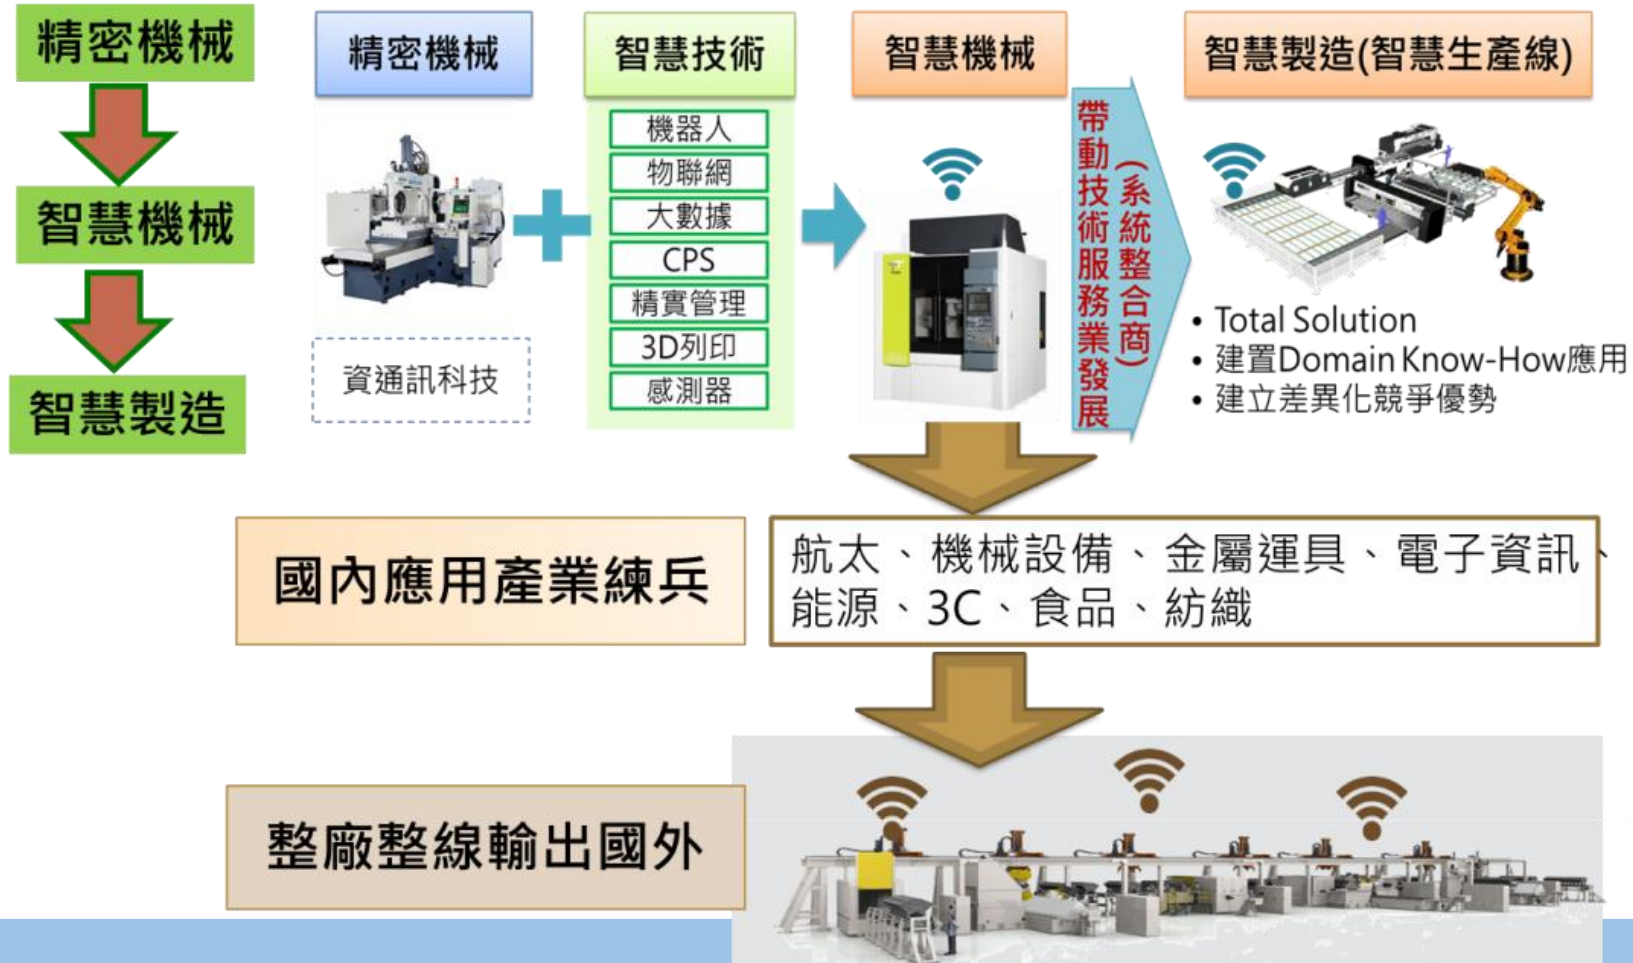 精密機械
智慧機械
智慧製造
精密機械
資通訊科技
智慧技術
機器人
物聯網
大數據
CPS
精實管理
3D列印
感測器
智慧機械
帶動技術服務業發展
(系統整合商)
智慧製造(智慧生產線)
• Total Solution
• 建置Domain Know-How應用
• 建立差異化競爭優勢
國內應用產業練兵
航太、機械設備、金屬運具、電子資訊、
能源、3C、食品、紡織
整廠整線輸出國外